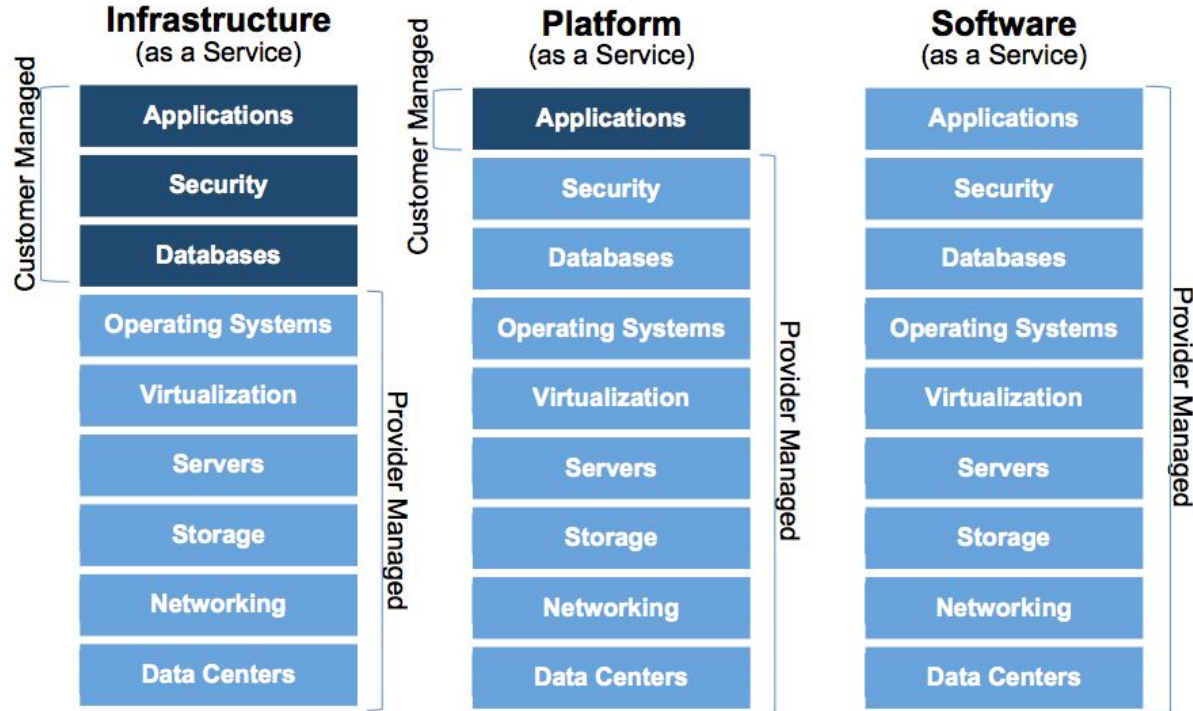 Infrastructure
(as a Service)
Customer Managed
Applications
Security
Databases
Operating Systems
Virtualization
Servers
Storage
Networking
Data Centers
Provider Managed
Platform
(as a Service)
Customer Managed
Applications
Security
Databases
Operating Systems
Virtualization
Servers
Storage
Networking
Data Centers
Provider Managed
Software
(as a Service)
Applications
Security
Databases
Operating Systems
Virtualization
Servers
Storage
Networking
Data Centers
Provider Managed